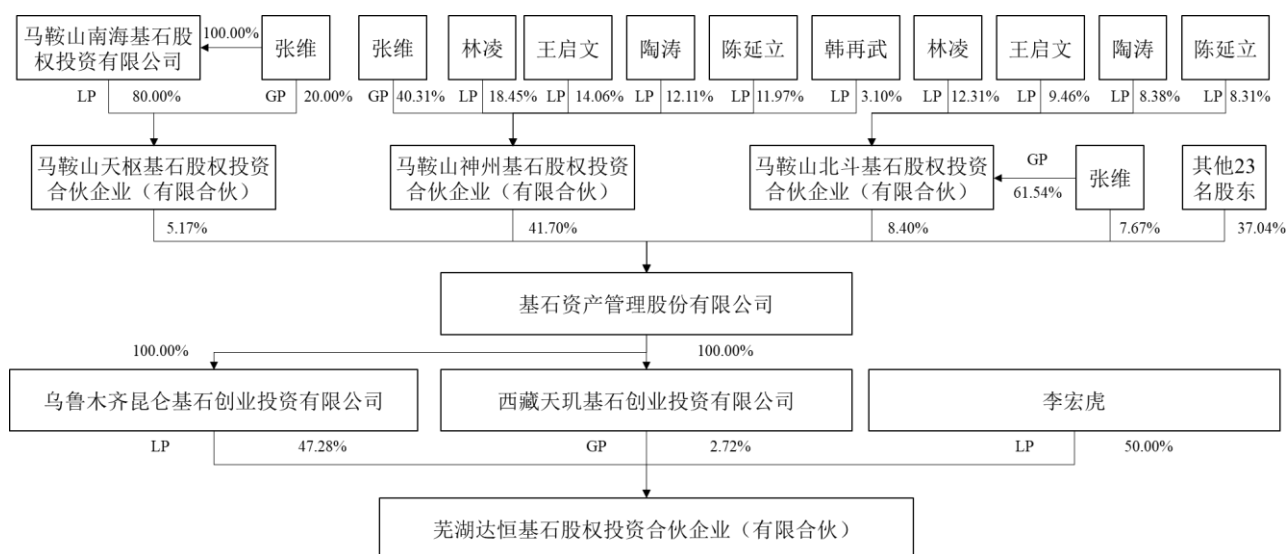 马鞍山南海基石股
权投资有限公司
100.00%
张维
张维
林凌
王启文
陶涛
陈延立
韩再武
林凌
王启文
陶涛
陈延立
LP
80.00%
GP
20.00%
GP
40.31%
LP
18.45%
LP
14.06%
LP
12.11%
LP
11.97%
LP
3.10%
LP
12.31%
LP
9.46%
LP
8.38%
LP
8.31%
马鞍山天枢基石股权投资
合伙企业（有限合伙）
马鞍山神州基石股权投资
合伙企业（有限合伙）
马鞍山北斗基石股权投资
合伙企业（有限合伙）
GP
61.54%
张维
其他23
名股东
5.17%
41.70%
8.40%
7.67%
37.04%
基石资产管理股份有限公司
100.00%
100.00%
乌鲁木齐昆仑基石创业投资有限公司
西藏天玑基石创业投资有限公司
李宏虎
LP
47.28%
GP
2.72%
LP
50.00%
芜湖达恒基石股权投资合伙企业（有限合伙）